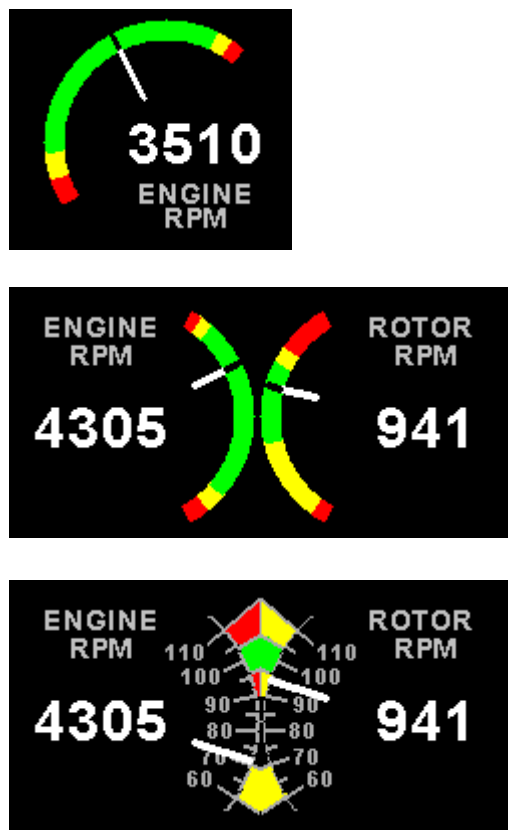 3510
ENGINE
RPM
ENGINE
RPM
ROTOR
RPM
4305
941
ENGINE
RPM
ROTOR
RPM
110
110
100
100
90
90
4305
941
80
80
70
70
60
60